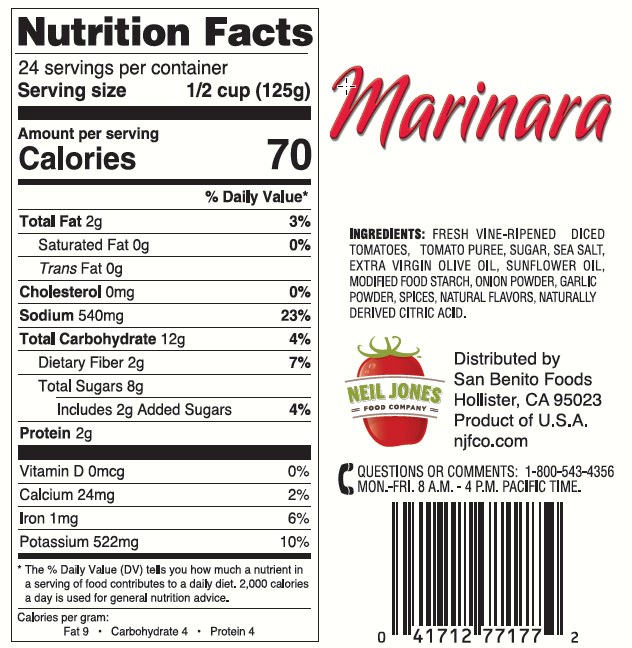 Nutrition Facts
24 servings per container
Serving size 1/2 cup (125g)
Amount per serving
Calories 70
% Daily Value*
Total Fat 2g 3%
Saturated Fat 0g 0%
Trans Fat 0g
Cholesterol 0mg 0%
Sodium 540mg 23%
Total Carbohydrate 12g 4%
Dietary Fiber 2g 7%
Total Sugars 8g
Includes 2g Added Sugars 4%
Protein 2g
Vitamin D 0mcg 0%
Calcium 24mg 2%
Iron 1mg 6%
Potassium 522mg 10%
* The % Daily Value (DV) tells you how much a nutrient in
a serving of food contributes to a daily diet. 2,000 calories
a day is used for general nutrition advice.
Calories per gram:
Fat 9 • Carbohydrate 4 • Protein 4
Marinara
INGREDIENTS: FRESH VINE-RIPENED DICED
TOMATOES, TOMATO PUREE, SUGAR, SEA SALT,
EXTRA VIRGIN OLIVE OIL, SUNFLOWER OIL,
MODIFIED FOOD STARCH, ONION POWDER, GARLIC
POWDER, SPICES, NATURAL FLAVORS, NATURALLY
DERIVED CITRIC ACID.
NEIL JONES
FOOD COMPANY
Distributed by
San Benito Foods
Hollister, CA 95023
Product of U.S.A.
njfco.com
QUESTIONS OR COMMENTS: 1-800-543-4356
MON.-FRI. 8 A.M. - 4 P.M. PACIFIC TIME.
0 41712 77177 2